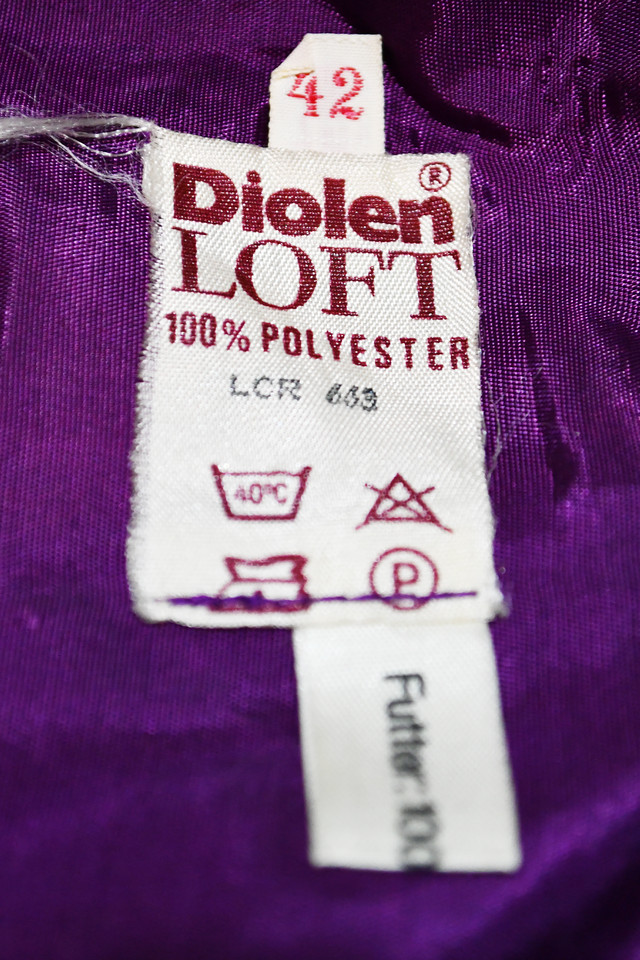 42
Diolen®
LOFT
100% POLYESTER
LCR 663
40°C
P
Futter: 100